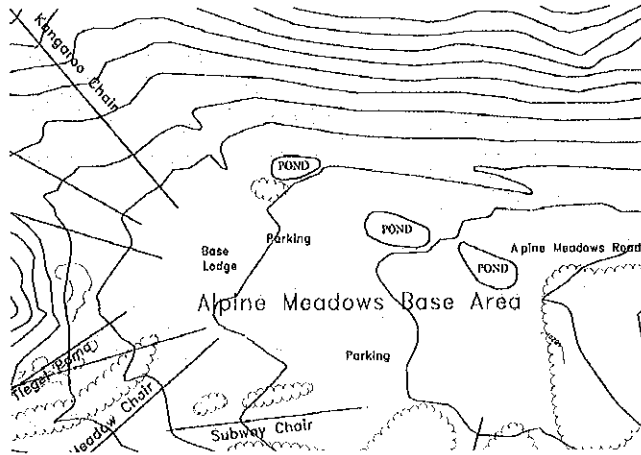 Kangaroo Chair
POND
POND
Base
Lodge
Parking
POND
Alpine Meadows Road
Alpine Meadows Base Area
Parking
Tiegel Poma
Meadow Chair
Subway Chair